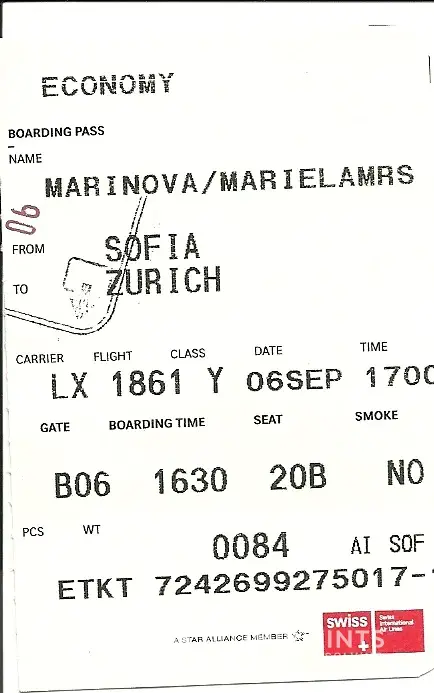 ECONOMY
BOARDING PASS
NAME
MARINOVA/MARIELAMRS
06
FROM SOFIA
TO ZURICH
CARRIER FLIGHT CLASS DATE TIME
LX 1861 Y 06SEP 1700
GATE BOARDING TIME SEAT SMOKE
B06 1630 20B NO
PCS WT
0084 AI SOF
ETKT 7242699275017-
A STAR ALLIANCE MEMBER
swiss Swiss International Air Lines
INTS